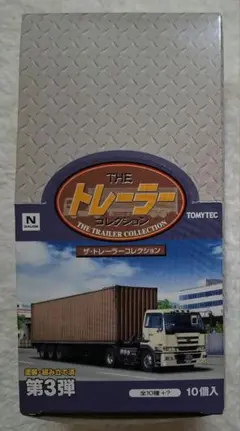 THE
トレーラー
コレクション
THE TRAILER COLLECTION
N
TOMYTEC
ザ・トレーラーコレクション
塗装・組み立て済
第3弾
全10種+?
10個入